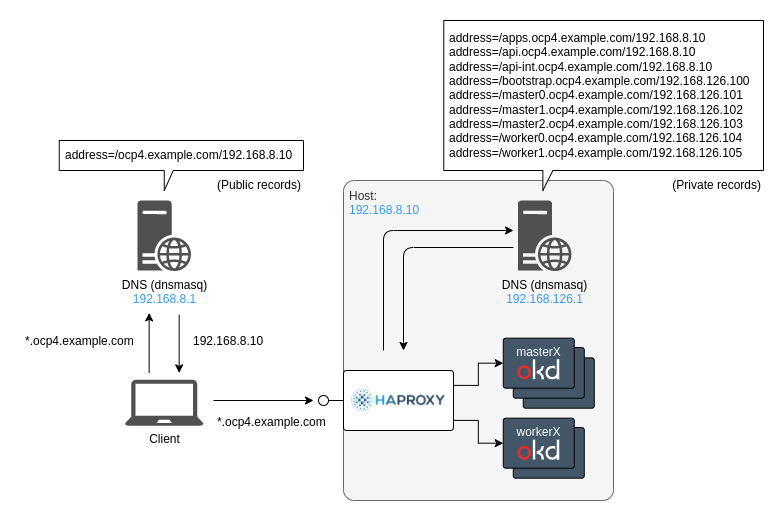 address=/apps.ocp4.example.com/192.168.8.10
address=/api.ocp4.example.com/192.168.8.10
address=/api-int.ocp4.example.com/192.168.8.10
address=/bootstrap.ocp4.example.com/192.168.126.100
address=/master0.ocp4.example.com/192.168.126.101
address=/master1.ocp4.example.com/192.168.126.102
address=/master2.ocp4.example.com/192.168.126.103
address=/worker0.ocp4.example.com/192.168.126.104
address=/worker1.ocp4.example.com/192.168.126.105
address=/ocp4.example.com/192.168.8.10
(Public records)
(Private records)
Host:
192.168.8.10
DNS (dnsmasq)
192.168.8.1
DNS (dnsmasq)
192.168.126.1
*.ocp4.example.com
192.168.8.10
masterX
okd
HAPROXY
*.ocp4.example.com
Client
workerX
okd